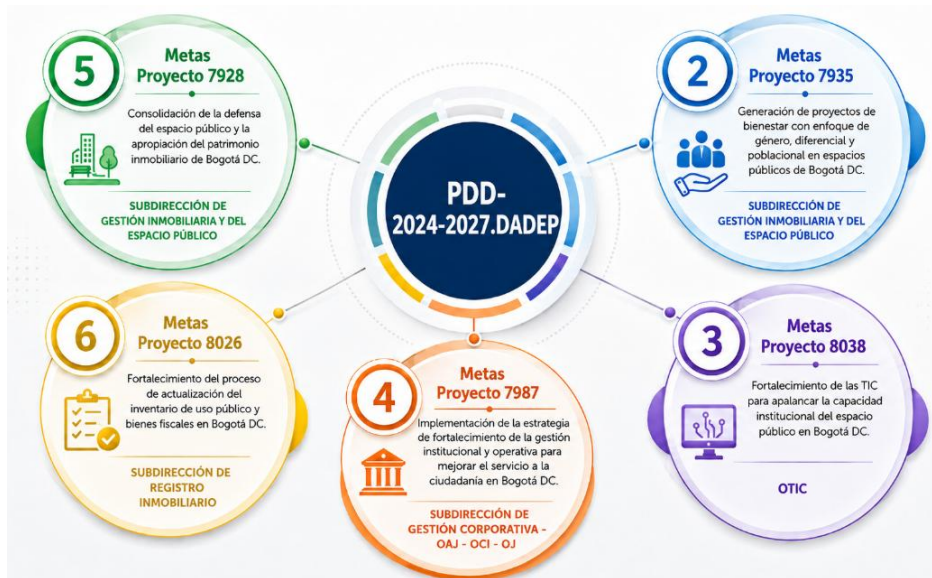 5
Metas
Proyecto 7928
Consolidación de la defensa
del espacio público y la
apropiación del patrimonio
inmobiliario de Bogotá DC.
SUBDIRECCIÓN DE
GESTIÓN INMOBILIARIA Y DEL
ESPACIO PÚBLICO
2
Metas
Proyecto 7935
Generación de proyectos de
bienestar con enfoque de
género, diferencial y
poblacional en espacios
públicos de Bogotá DC.
SUBDIRECCIÓN DE
GESTIÓN INMOBILIARIA Y DEL
ESPACIO PÚBLICO
PDD-
2024-2027.DADEP
6
Metas
Proyecto 8026
Fortalecimiento del proceso
de actualización del
inventario de uso público y
bienes fiscales en Bogotá DC.
SUBDIRECCIÓN DE
REGISTRO
INMOBILIARIO
4
Metas
Proyecto 7987
Implementación de la estrategia
de fortalecimiento de la gestión
institucional y operativa para
mejorar el servicio a la
ciudadanía en Bogotá DC.
SUBDIRECCIÓN DE
GESTIÓN CORPORATIVA -
OAJ - OCI - OJ
3
Metas
Proyecto 8038
Fortalecimiento de las TIC
para apalancar la capacidad
institucional del espacio
público en Bogotá DC.
OTIC